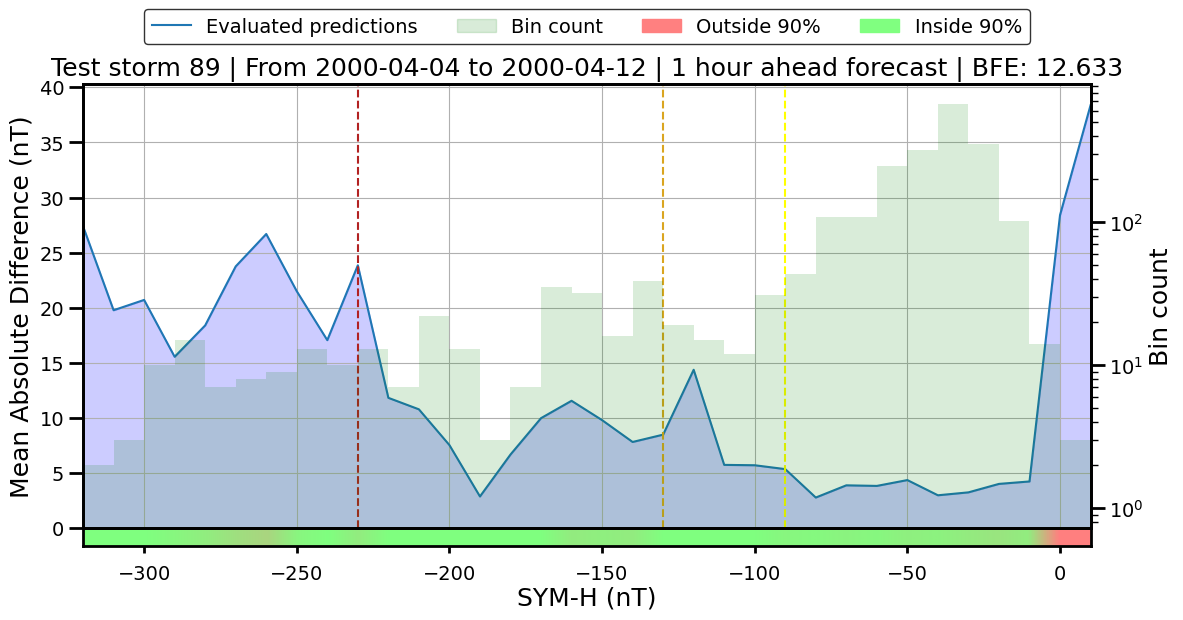 Evaluated predictions Bin count Outside 90% Inside 90%
Test storm 89 | From 2000-04-04 to 2000-04-12 | 1 hour ahead forecast | BFE: 12.633
Mean Absolute Difference (nT)
40
35
30
25
20
15
10
5
0
10²
10¹
10⁰
Bin count
−300 −250 −200 −150 −100 −50 0
SYM-H (nT)